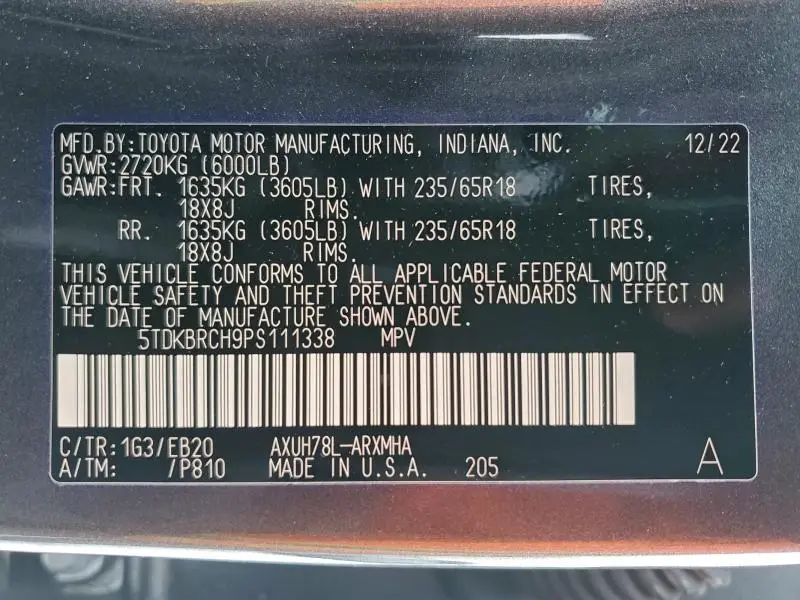 MFD.BY:TOYOTA MOTOR MANUFACTURING, INDIANA, INC. 12/22
GVWR:2720KG (6000LB)
GAWR:FRT. 1635KG (3605LB) WITH 235/65R18 TIRES,
18X8J RIMS.
RR. 1635KG (3605LB) WITH 235/65R18 TIRES,
18X8J RIMS.
THIS VEHICLE CONFORMS TO ALL APPLICABLE FEDERAL MOTOR
VEHICLE SAFETY AND THEFT PREVENTION STANDARDS IN EFFECT ON
THE DATE OF MANUFACTURE SHOWN ABOVE.
5TDKBRCH9PS111338 MPV
C/TR:1G3/EB20 AXUH78L-ARXMHA
A/TM: /P810 MADE IN U.S.A. 205 A